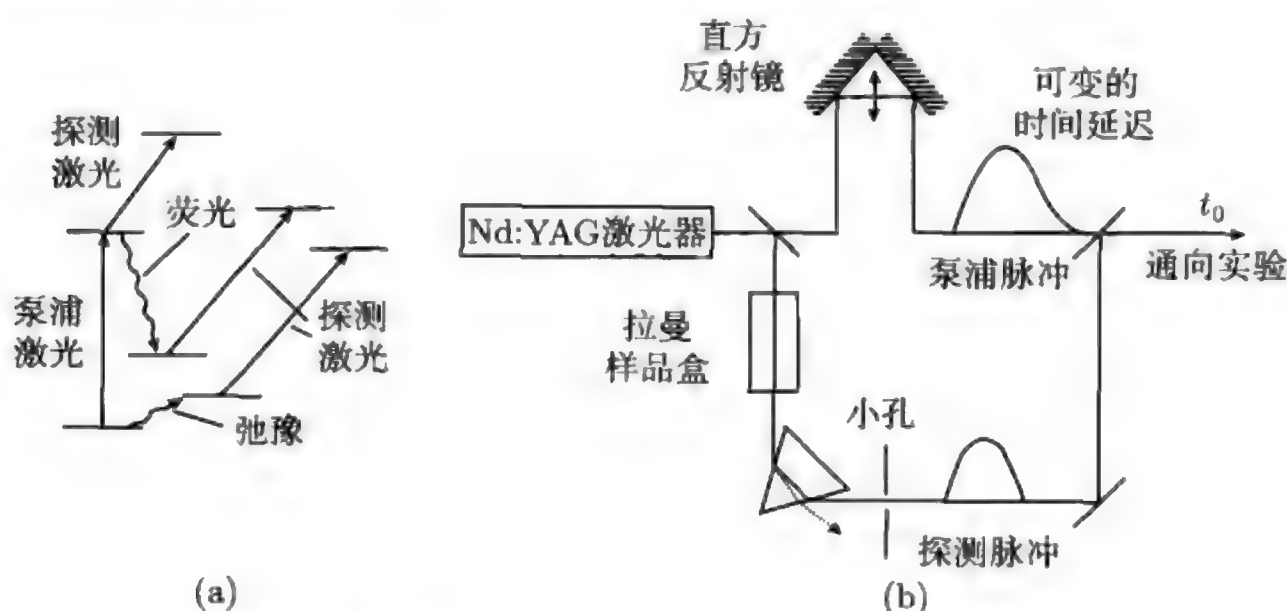 探测
激光
荧光
泵浦
激光
探测
激光
弛豫
(a)
直方
反射镜
可变的
时间延迟
Nd:YAG激光器
t₀
泵浦脉冲
通向实验
拉曼
样品盒
小孔
探测脉冲
(b)